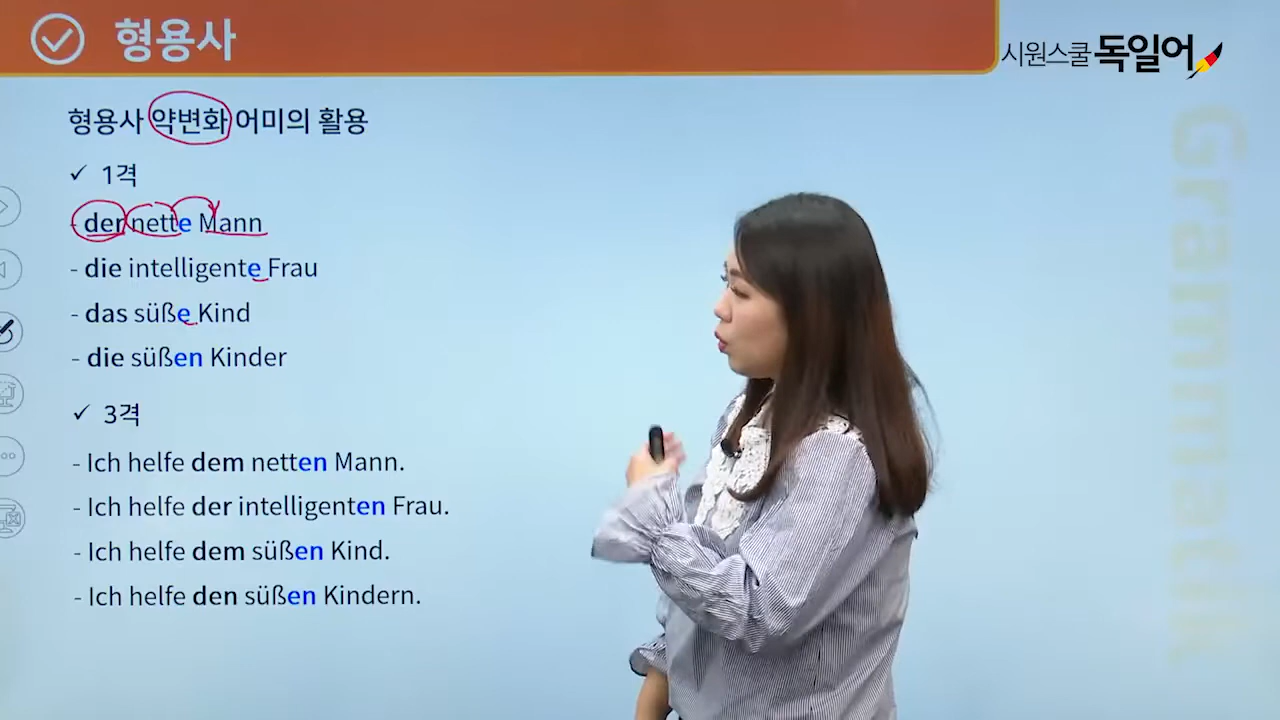 형용사
시원스쿨 독일어
형용사 약변화 어미의 활용
✓ 1격
- der nette Mann
- die intelligente Frau
- das süße Kind
- die süßen Kinder
✓ 3격
- Ich helfe dem netten Mann.
- Ich helfe der intelligenten Frau.
- Ich helfe dem süßen Kind.
- Ich helfe den süßen Kindern.
Grammatik